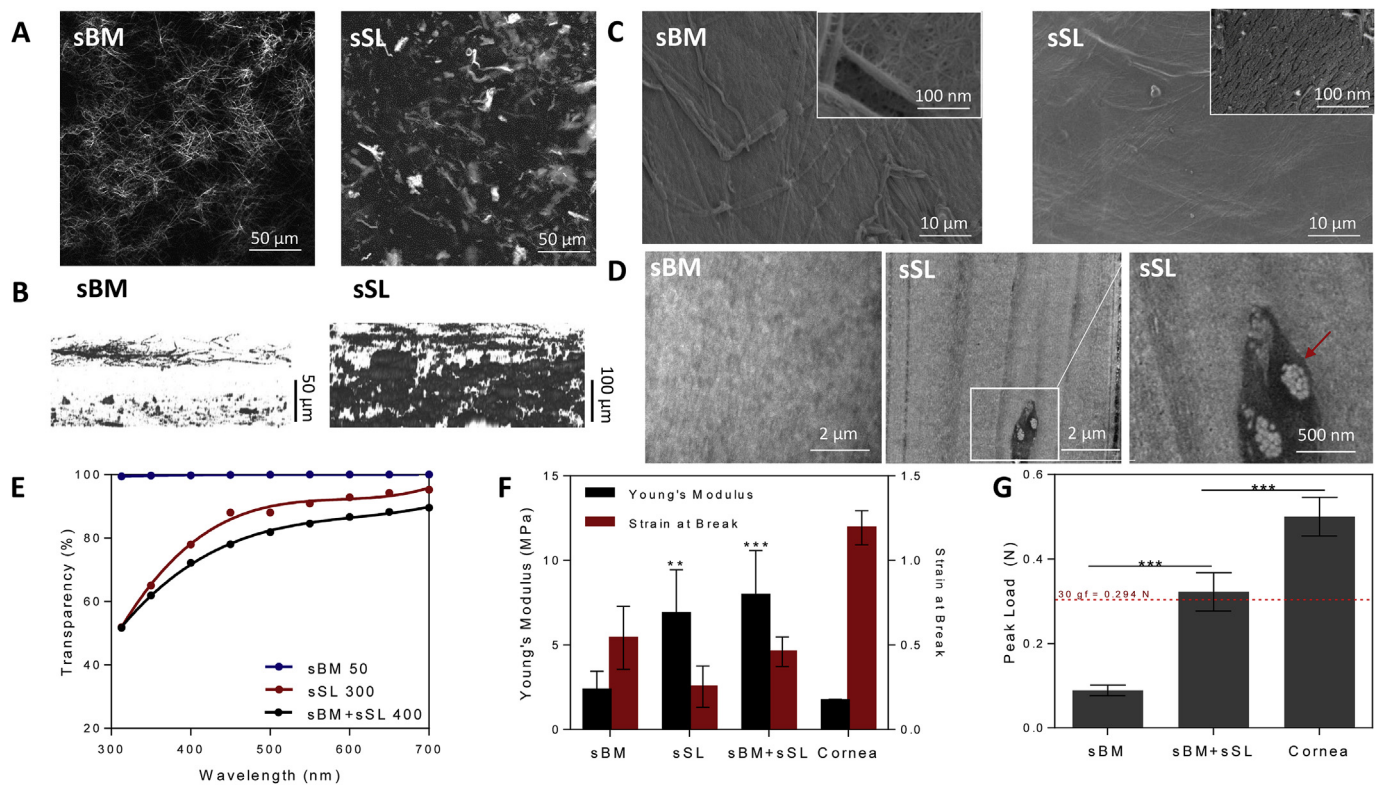 A
sBM
50 µm
sSL
50 µm
B
sBM
50 µm
sSL
100 µm
C
sBM
100 nm
10 µm
sSL
100 nm
10 µm
D
sBM
2 µm
sSL
2 µm
sSL
500 nm
E
Transparency (%)
100
80
60
40
20
300
400
500
600
700
Wavelength (nm)
sBM 50
sSL 300
sBM+sSL 400
F
Young's Modulus (MPa)
15
10
5
0
Young's Modulus
Strain at Break
**
***
1.5
1.0
0.5
0.0
Strain at Break
sBM
sSL
sBM+sSL
Cornea
G
Peak Load (N)
0.6
0.4
0.2
0.0
***
***
30 gf = 0.294 N
sBM
sBM+sSL
Cornea